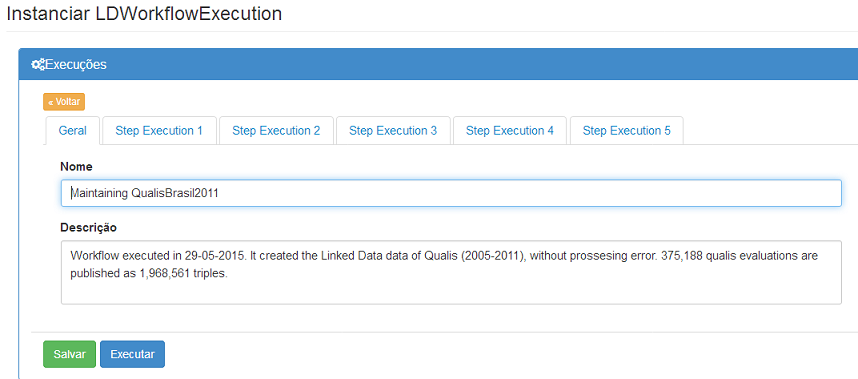 Instanciar LDWorkflowExecution
Execuções
« Voltar
Geral Step Execution 1 Step Execution 2 Step Execution 3 Step Execution 4 Step Execution 5
Nome
Maintaining QualisBrasil2011
Descrição
Workflow executed in 29-05-2015. It created the Linked Data data of Qualis (2005-2011), without prossesing error. 375,188 qualis evaluations are
published as 1,968,561 triples.
Salvar Executar